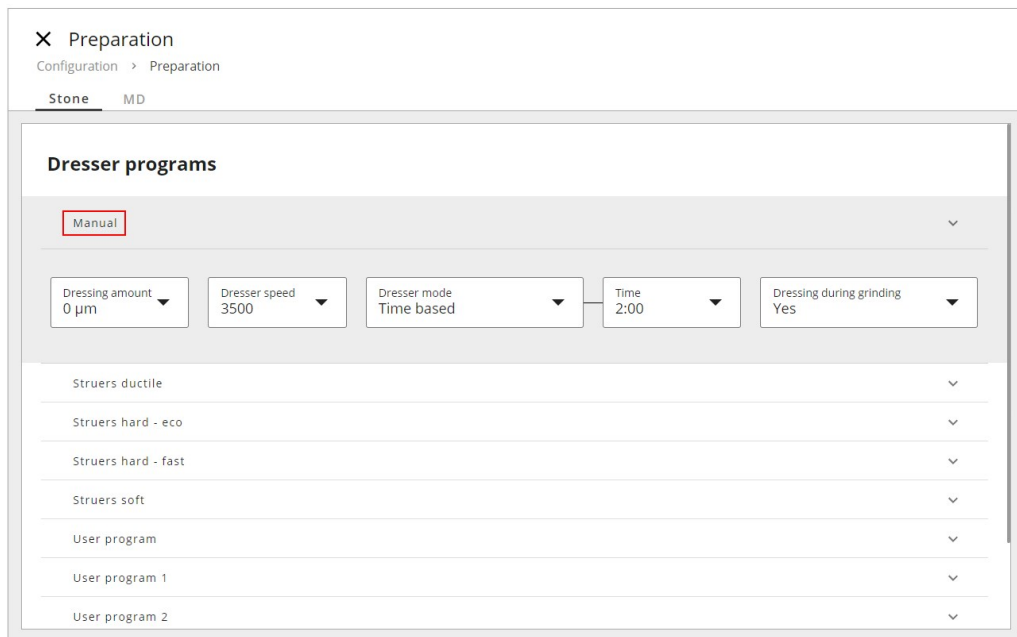 Preparation
Configuration > Preparation
Stone MD
Dresser programs
Manual
Dressing amount Dresser speed Dresser mode Time Dressing during grinding
0 μm 3500 Time based 2:00 Yes
Struers ductile
Struers hard - eco
Struers hard - fast
Struers soft
User program
User program 1
User program 2